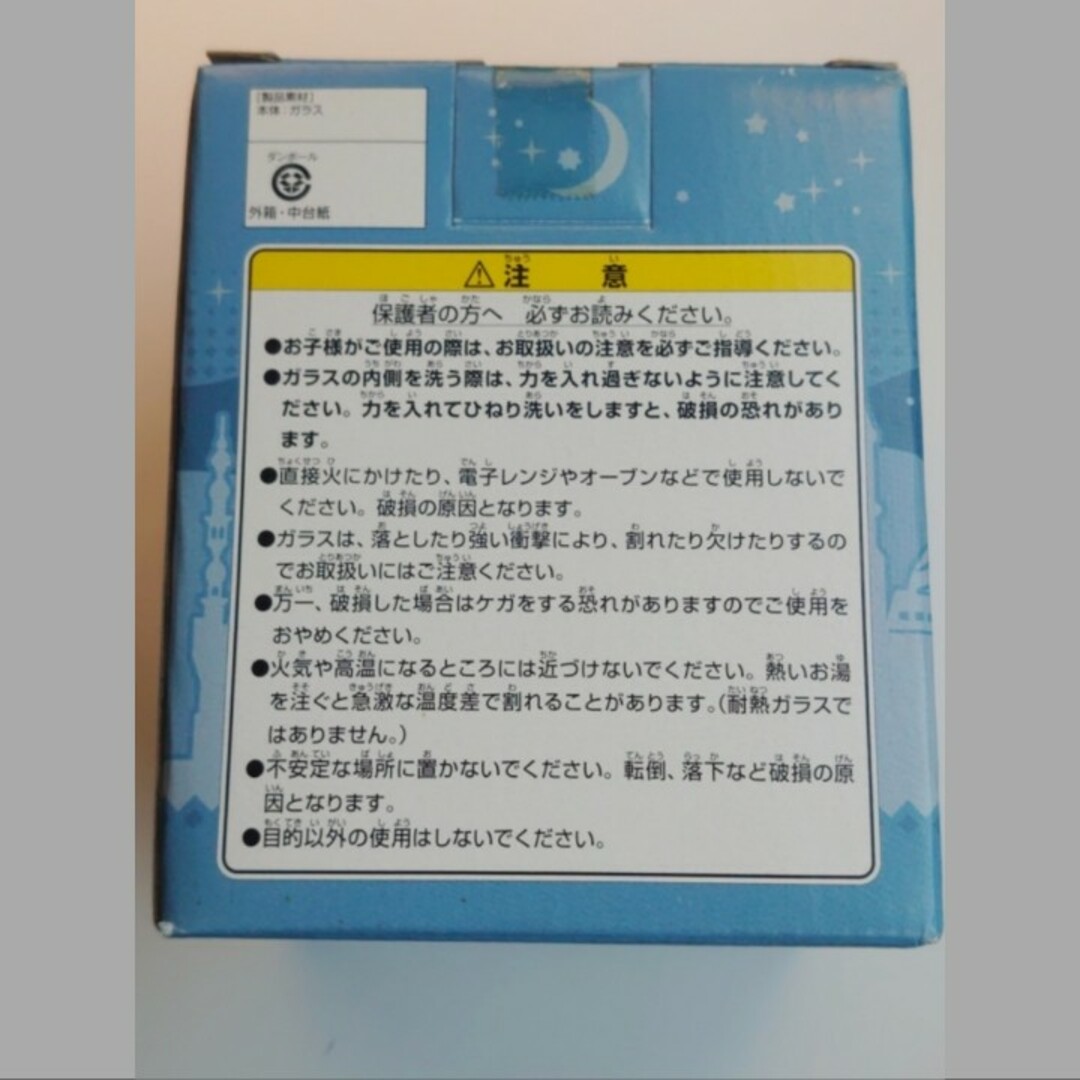 ［製品素材］
本体：ガラス
ダンボール
外箱・中台紙
⚠注　意
保護者の方へ　必ずお読みください。
●お子様がご使用の際は、お取扱いの注意を必ずご指導ください。
●ガラスの内側を洗う際は、力を入れ過ぎないように注意してく
ださい。力を入れてひねり洗いをしますと、破損の恐れがあり
ます。
●直接火にかけたり、電子レンジやオーブンなどで使用しないで
ください。破損の原因となります。
●ガラスは、落としたり強い衝撃により、割れたり欠けたりするの
でお取扱いにはご注意ください。
●万一、破損した場合はケガをする恐れがありますのでご使用を
おやめください。
●火気や高温になるところには近づけないでください。熱いお湯
を注ぐと急激な温度差で割れることがあります。（耐熱ガラスで
はありません。）
●不安定な場所に置かないでください。転倒、落下など破損の原
因となります。
●目的以外の使用はしないでください。